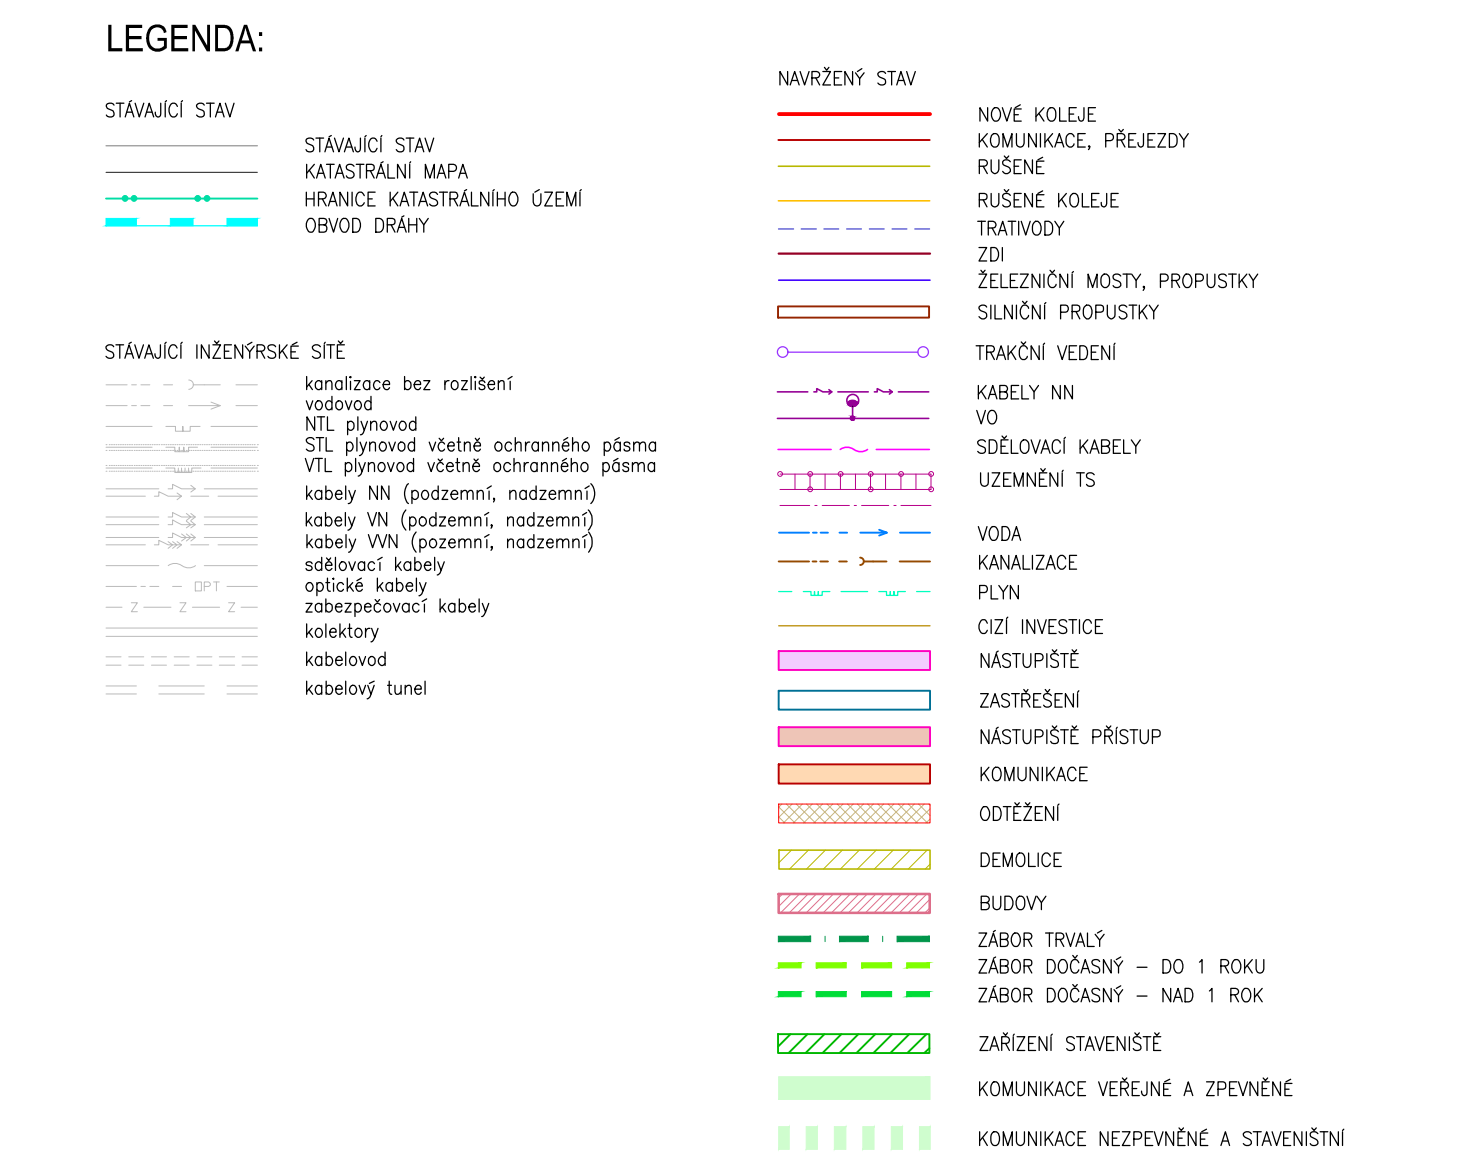 LEGENDA:
STÁVAJÍCÍ STAV
STÁVAJÍCÍ STAV
KATASTRÁLNÍ MAPA
HRANICE KATASTRÁLNÍHO ÚZEMÍ
OBVOD DRÁHY
STÁVAJÍCÍ INŽENÝRSKÉ SÍTĚ
kanalizace bez rozlišení
vodovod
NTL plynovod
STL plynovod včetně ochranného pásma
VTL plynovod včetně ochranného pásma
kabely NN (podzemní, nadzemní)
kabely VN (podzemní, nadzemní)
kabely VVN (pozemní, nadzemní)
sdělovací kabely
OPT optické kabely
Z Z Z zabezpečovací kabely
kolektory
kabelovod
kabelový tunel
NAVRŽENÝ STAV
NOVÉ KOLEJE
KOMUNIKACE, PŘEJEZDY
RUŠENÉ
RUŠENÉ KOLEJE
TRATIVODY
ZDI
ŽELEZNIČNÍ MOSTY, PROPUSTKY
SILNIČNÍ PROPUSTKY
TRAKČNÍ VEDENÍ
KABELY NN
VO
SDĚLOVACÍ KABELY
UZEMNĚNÍ TS
VODA
KANALIZACE
PLYN
CIZÍ INVESTICE
NÁSTUPIŠTĚ
ZASTŘEŠENÍ
NÁSTUPIŠTĚ PŘÍSTUP
KOMUNIKACE
ODTĚŽENÍ
DEMOLICE
BUDOVY
ZÁBOR TRVALÝ
ZÁBOR DOČASNÝ – DO 1 ROKU
ZÁBOR DOČASNÝ – NAD 1 ROK
ZAŘÍZENÍ STAVENIŠTĚ
KOMUNIKACE VEŘEJNÉ A ZPEVNĚNÉ
KOMUNIKACE NEZPEVNĚNÉ A STAVENIŠTNÍ